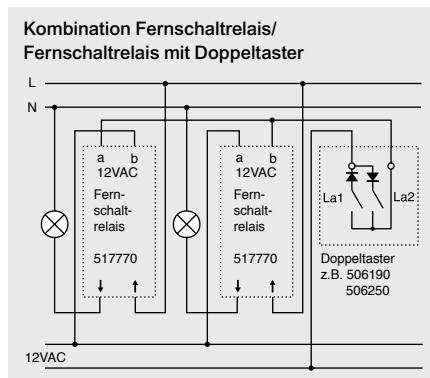 Kombination Fernschaltrelais/
Fernschaltrelais mit Doppeltaster
L
N
a b
12VAC
Fern-
schalt-
relais
517770
a b
12VAC
Fern-
schalt-
relais
517770
La1 La2
Doppeltaster
z.B. 506190
506250
12VAC